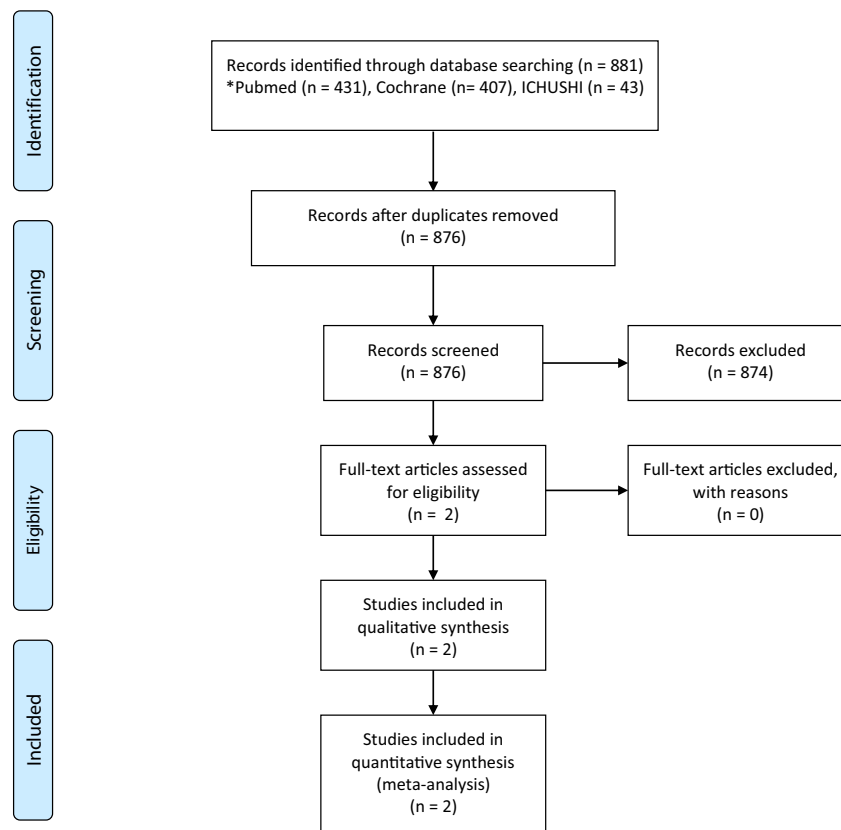 Identification
Records identified through database searching (n = 881)
*Pubmed (n = 431), Cochrane (n= 407), ICHUSHI (n = 43)
Records after duplicates removed
(n = 876)
Screening
Records screened
(n = 876)
Records excluded
(n = 874)
Eligibility
Full-text articles assessed
for eligibility
(n =  2)
Full-text articles excluded,
with reasons
(n = 0)
Studies included in
qualitative synthesis
(n = 2)
Included
Studies included in
quantitative synthesis
(meta-analysis)
(n = 2)